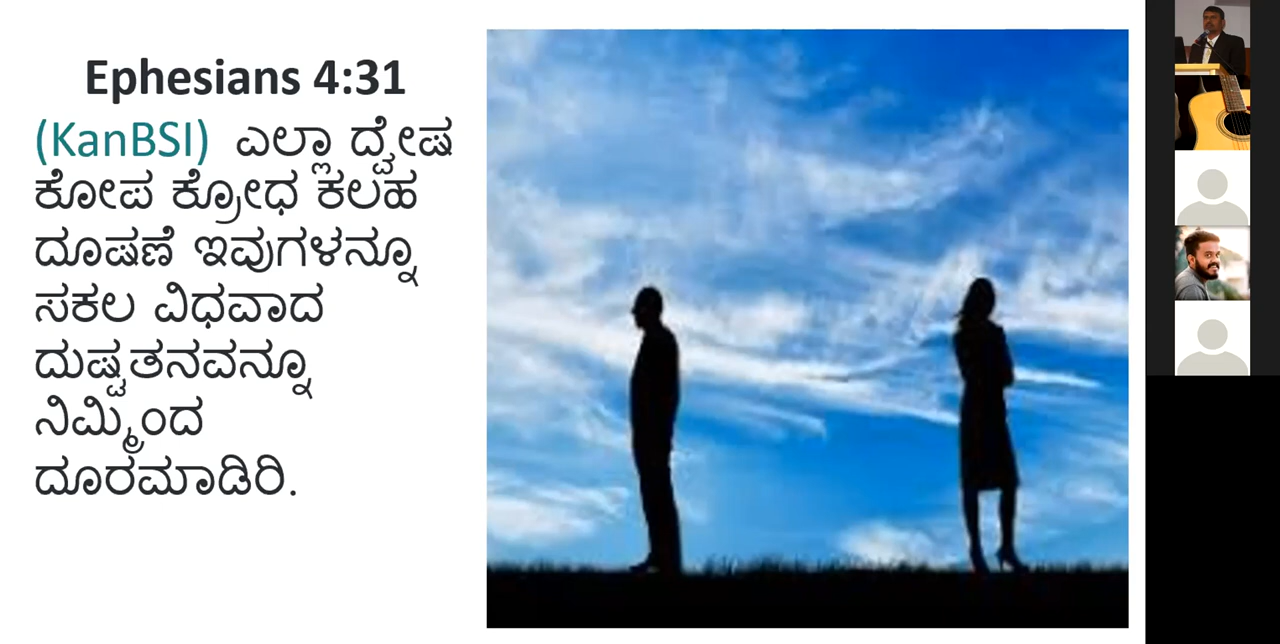 Ephesians 4:31
(KanBSI) ಎಲ್ಲಾ ದ್ವೇಷ
ಕೋಪ ಕ್ರೋಧ ಕಲಹ
ದೂಷಣೆ ಇವುಗಳನ್ನೂ
ಸಕಲ ವಿಧವಾದ
ದುಷ್ಟತನವನ್ನೂ
ನಿಮ್ಮಿಂದ
ದೂರಮಾಡಿರಿ.